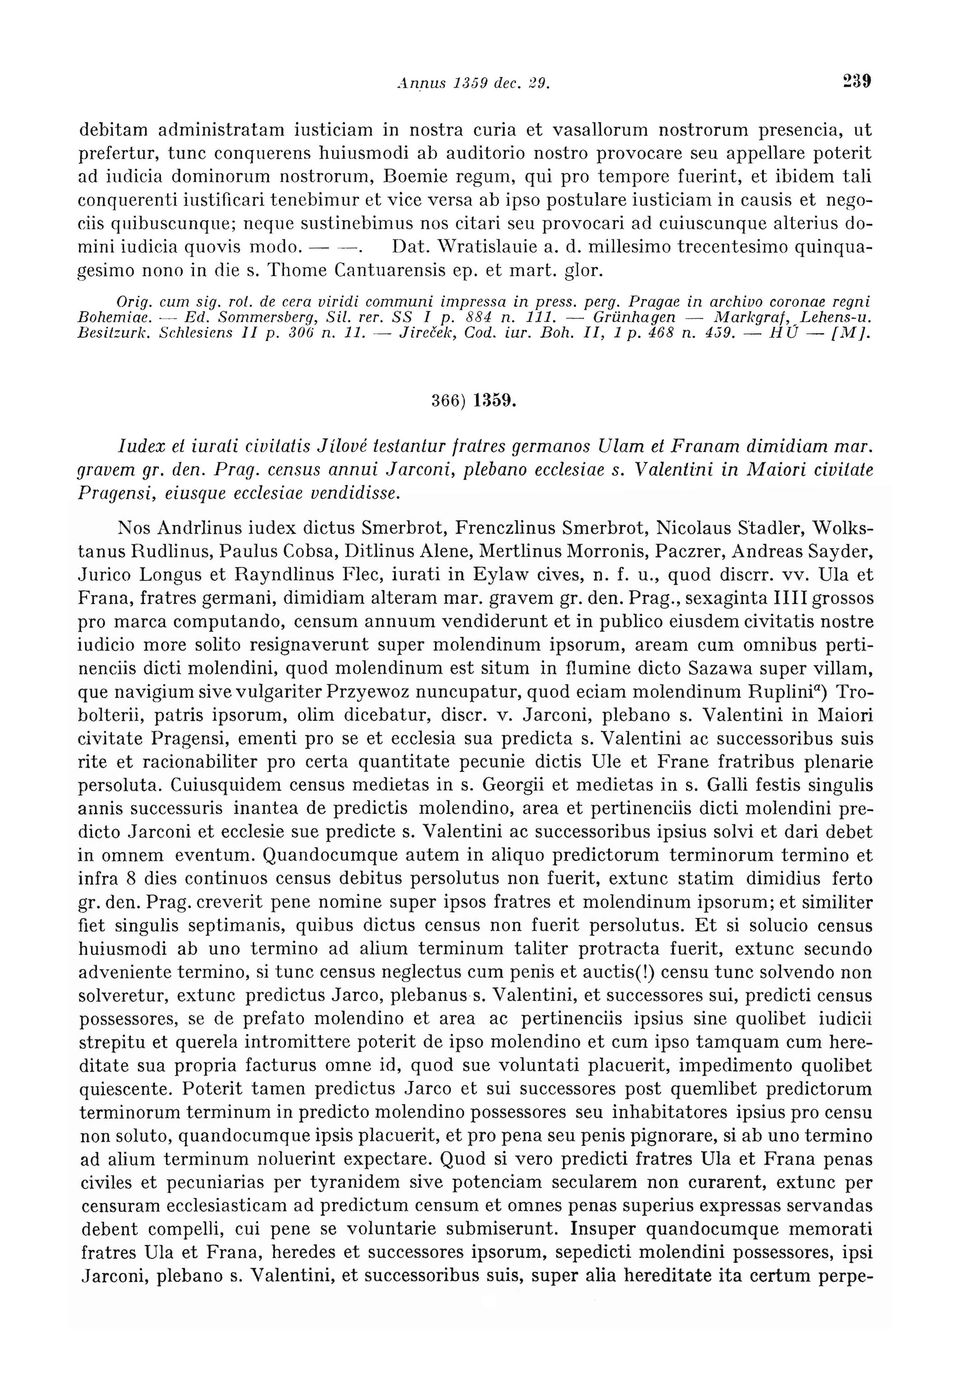 Annus 1359 dec. 29. 239
debitam administratam iusticiam in nostra curia et vasallorum nostrorum presencia, ut
prefertur, tunc conquerens huiusmodi ab auditorio nostro provocare seu appellare poterit
ad iudicia dominorum nostrorum, Boemie regum, qui pro tempore fuerint, et ibidem tali
conquerenti iustificari tenebimur et vice versa ab ipso postulare iusticiam in causis et nego-
ciis quibuscunque; neque sustinebimus nos citari seu provocari ad cuiuscunque alterius do-
mini iudicia quovis modo. — —. Dat. Wratislauie a. d. millesimo trecentesimo quinqua-
gesimo nono in die s. Thome Cantuarensis ep. et mart. glor.
Orig. cum sig. rot. de cera viridi communi impressa in press. perg. Pragae in archivo coronae regni
Bohemiae. — Ed. Sommersberg, Sil. rer. SS I p. 884 n. 111. — Grünhagen — Markgraf, Lehens-u.
Besitzurk. Schlesiens II p. 306 n. 11. — Jireček, Cod. iur. Boh. II, 1 p. 468 n. 459. — HÚ — [M].
366) 1359.
Iudex et iurati civitatis Jílové testantur fratres germanos Ulam et Franam dimidiam mar.
gravem gr. den. Prag. census annui Jarconi, plebano ecclesiae s. Valentini in Maiori civitate
Pragensi, eiusque ecclesiae vendidisse.
Nos Andrlinus iudex dictus Smerbrot, Frenczlinus Smerbrot, Nicolaus Stadler, Wolks-
tanus Rudlinus, Paulus Cobsa, Ditlinus Alene, Mertlinus Morronis, Paczrer, Andreas Sayder,
Jurico Longus et Rayndlinus Flec, iurati in Eylaw cives, n. f. u., quod discrr. vv. Ula et
Frana, fratres germani, dimidiam alteram mar. gravem gr. den. Prag., sexaginta IIII grossos
pro marca computando, censum annuum vendiderunt et in publico eiusdem civitatis nostre
iudicio more solito resignaverunt super molendinum ipsorum, aream cum omnibus perti-
nenciis dicti molendini, quod molendinum est situm in flumine dicto Sazawa super villam,
que navigium sive vulgariter Przyewoz nuncupatur, quod eciam molendinum Ruplini a) Tro-
bolterii, patris ipsorum, olim dicebatur, discr. v. Jarconi, plebano s. Valentini in Maiori
civitate Pragensi, ementi pro se et ecclesia sua predicta s. Valentini ac successoribus suis
rite et racionabiliter pro certa quantitate pecunie dictis Ule et Frane fratribus plenarie
persoluta. Cuiusquidem census medietas in s. Georgii et medietas in s. Galli festis singulis
annis successuris inantea de predictis molendino, area et pertinenciis dicti molendini pre-
dicto Jarconi et ecclesie sue predicte s. Valentini ac successoribus ipsius solvi et dari debet
in omnem eventum. Quandocumque autem in aliquo predictorum terminorum termino et
infra 8 dies continuos census debitus persolutus non fuerit, extunc statim dimidius ferto
gr. den. Prag. creverit pene nomine super ipsos fratres et molendinum ipsorum; et similiter
fiet singulis septimanis, quibus dictus census non fuerit persolutus. Et si solucio census
huiusmodi ab uno termino ad alium terminum taliter protracta fuerit, extunc secundo
adveniente termino, si tunc census neglectus cum penis et auctis(!) censu tunc solvendo non
solveretur, extunc predictus Jarco, plebanus s. Valentini, et successores sui, predicti census
possessores, se de prefato molendino et area ac pertinenciis ipsius sine quolibet iudicii
strepitu et querela intromittere poterit de ipso molendino et cum ipso tamquam cum here-
ditate sua propria facturus omne id, quod sue voluntati placuerit, impedimento quolibet
quiescente. Poterit tamen predictus Jarco et sui successores post quemlibet predictorum
terminorum terminum in predicto molendino possessores seu inhabitatores ipsius pro censu
non soluto, quandocumque ipsis placuerit, et pro pena seu penis pignorare, si ab uno termino
ad alium terminum noluerint expectare. Quod si vero predicti fratres Ula et Frana penas
civiles et pecuniarias per tyranidem sive potenciam secularem non curarent, extunc per
censuram ecclesiasticam ad predictum censum et omnes penas superius expressas servandas
debent compelli, cui pene se voluntarie submiserunt. Insuper quandocumque memorati
fratres Ula et Frana, heredes et successores ipsorum, sepedicti molendini possessores, ipsi
Jarconi, plebano s. Valentini, et successoribus suis, super alia hereditate ita certum perpe-